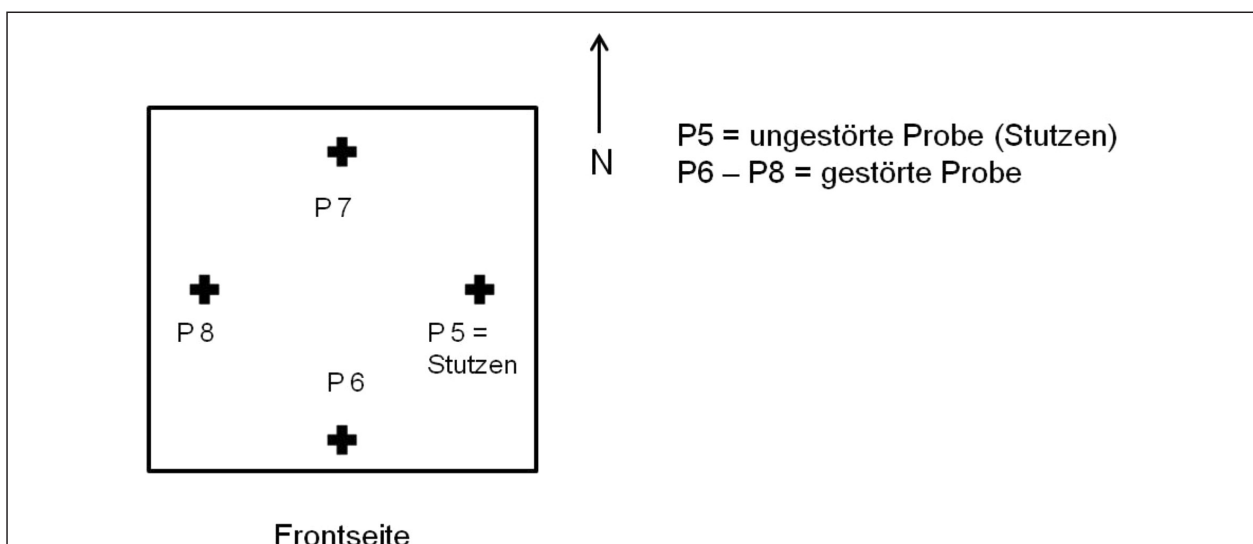 N
P5 = ungestörte Probe (Stutzen)
P6 – P8 = gestörte Probe
P 7
P 8
P 5 =
Stutzen
P 6
Frontseite